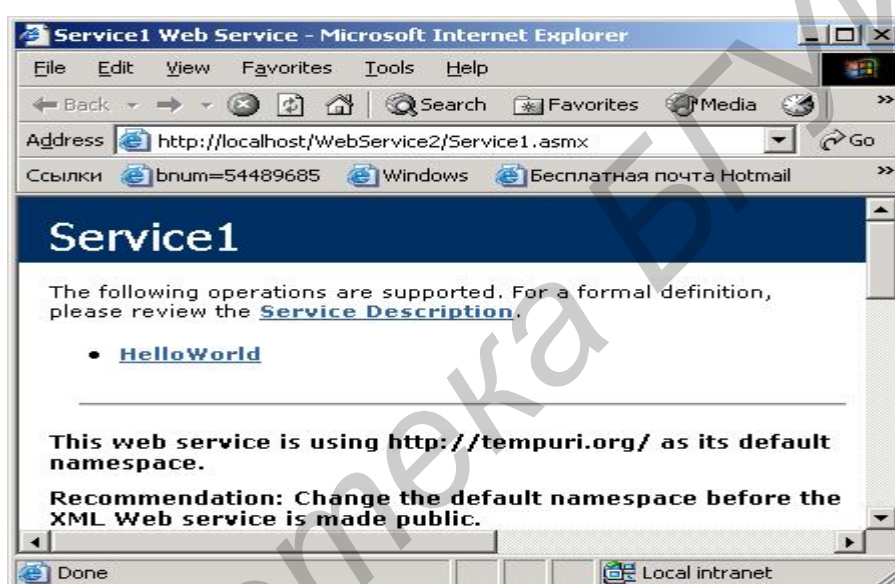 Service1 Web Service - Microsoft Internet Explorer
File Edit View Favorites Tools Help
Back Search Favorites Media »
Address http://localhost/WebService2/Service1.asmx Go
Ссылки bnum=54489685 Windows Бесплатная почта Hotmail »
Service1
The following operations are supported. For a formal definition,
please review the Service Description.
• HelloWorld
This web service is using http://tempuri.org/ as its default
namespace.
Recommendation: Change the default namespace before the
XML Web service is made public.
Done Local intranet